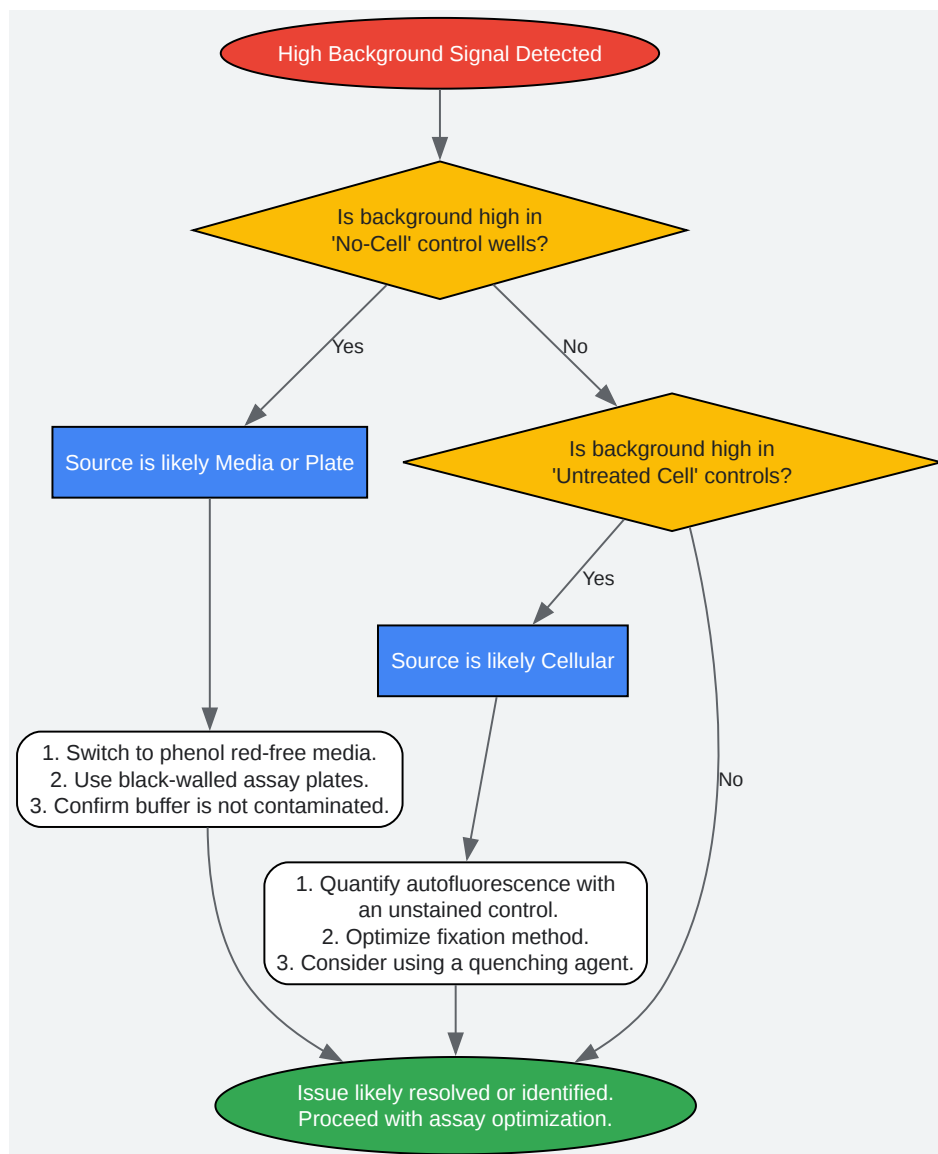 High Background Signal Detected
Is background high in
'No-Cell' control wells?
Yes
No
Source is likely Media or Plate
Is background high in
'Untreated Cell' controls?
Yes
Source is likely Cellular
1. Switch to phenol red-free media.
2. Use black-walled assay plates.
3. Confirm buffer is not contaminated.
No
1. Quantify autofluorescence with
an unstained control.
2. Optimize fixation method.
3. Consider using a quenching agent.
Issue likely resolved or identified.
Proceed with assay optimization.